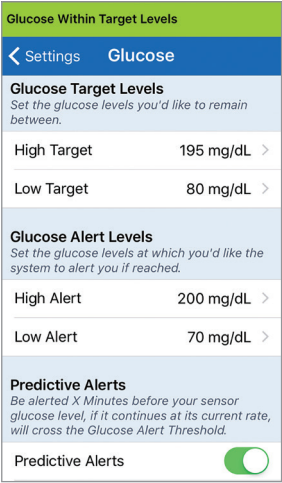 Glucose Within Target Levels
Settings Glucose
Glucose Target Levels
Set the glucose levels you'd like to remain
between.
High Target 195 mg/dL
Low Target 80 mg/dL
Glucose Alert Levels
Set the glucose levels at which you'd like the
system to alert you if reached.
High Alert 200 mg/dL
Low Alert 70 mg/dL
Predictive Alerts
Be alerted X Minutes before your sensor
glucose level, if it continues at its current rate,
will cross the Glucose Alert Threshold.
Predictive Alerts